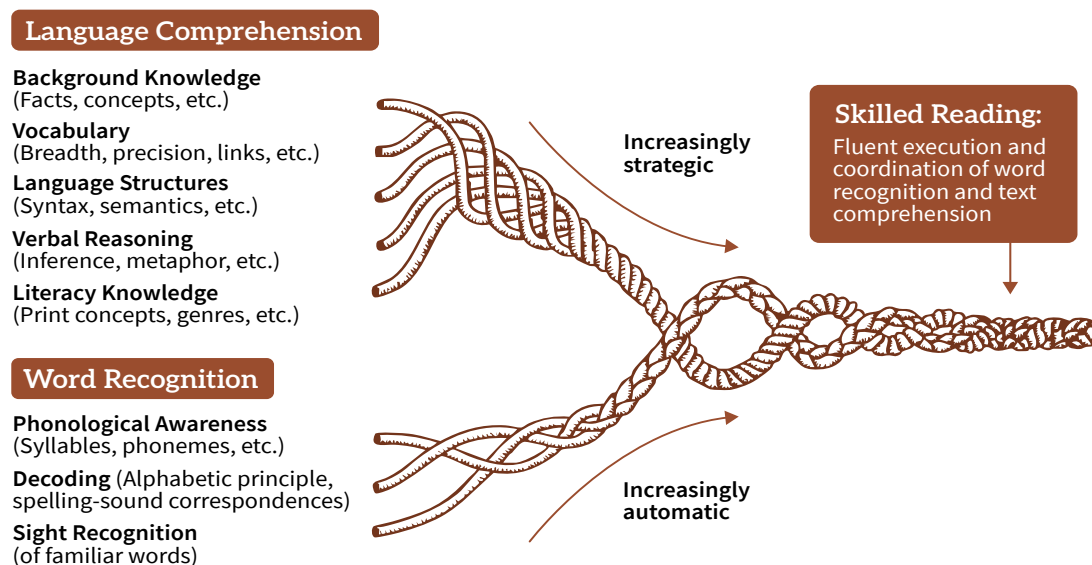 Language Comprehension
Background Knowledge
(Facts, concepts, etc.)
Vocabulary
(Breadth, precision, links, etc.)
Language Structures
(Syntax, semantics, etc.)
Verbal Reasoning
(Inference, metaphor, etc.)
Literacy Knowledge
(Print concepts, genres, etc.)
Word Recognition
Phonological Awareness
(Syllables, phonemes, etc.)
Decoding (Alphabetic principle,
spelling-sound correspondences)
Sight Recognition
(of familiar words)
Increasingly
strategic
Increasingly
automatic
Skilled Reading:
Fluent execution and
coordination of word
recognition and text
comprehension